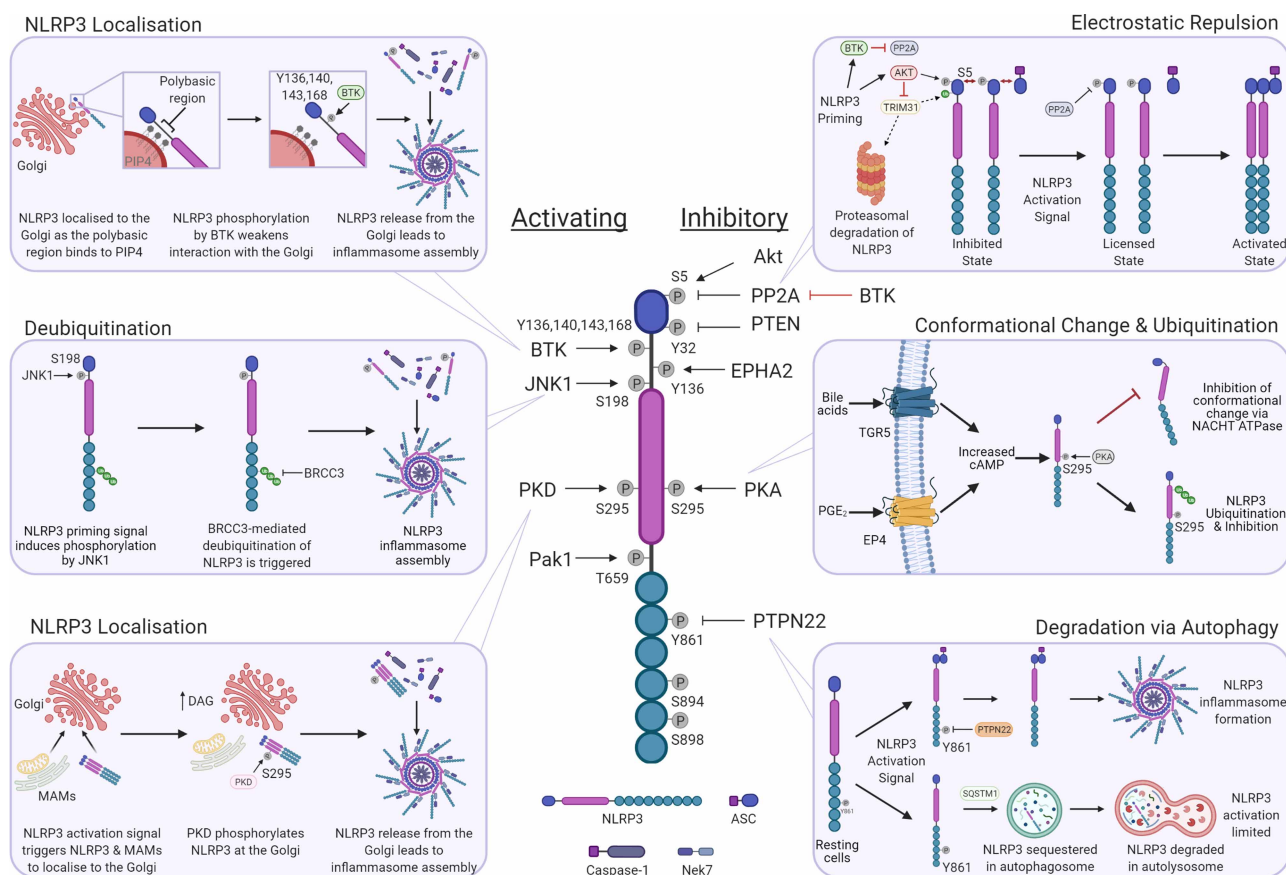 NLRP3 Localisation
Polybasic
region
PIP4
Golgi
Y136,140,
143,168
BTK
P
NLRP3 localised to the
Golgi as the polybasic
region binds to PIP4
NLRP3 phosphorylation
by BTK weakens
interaction with the Golgi
NLRP3 release from the
Golgi leads to
inflammasome assembly
Electrostatic Repulsion
BTK
PP2A
AKT
NLRP3
Priming
TRIM31
P
S5
P
Ub
Proteasomal
degradation of
NLRP3
Inhibited
State
NLRP3
Activation
Signal
PP2A
P
P
Licensed
State
Activated
State
Activating
Inhibitory
Akt
S5
P
PP2A
BTK
PTEN
P
Y32
Y136,140,143,168
BTK
P
EPHA2
P
Y136
JNK1
P
S198
PKD
P
S295
PKA
P
S295
Pak1
P
T659
PTPN22
P
Y861
P
S894
P
S898
NLRP3
ASC
Caspase-1
Nek7
Deubiquitination
S198
JNK1
P
Ub
Ub
Ub
BRCC3
NLRP3 priming signal
induces phosphorylation
by JNK1
BRCC3-mediated
deubiquitination of
NLRP3 is triggered
NLRP3
inflammasome
assembly
Conformational Change & Ubiquitination
Bile
acids
TGR5
PGE₂
EP4
Increased
cAMP
P
PKA
S295
Inhibition of
conformational
change via
NACHT ATPase
Ub
Ub
Ub
P
S295
NLRP3
Ubiquitination
& Inhibition
NLRP3 Localisation
Golgi
MAMs
DAG
PKD
P
S295
NLRP3 activation signal
triggers NLRP3 & MAMs
to localise to the Golgi
PKD phosphorylates
NLRP3 at the Golgi
NLRP3 release from the
Golgi leads to
inflammasome assembly
Degradation via Autophagy
P
Y861
Resting
cells
NLRP3
Activation
Signal
P
Y861
PTPN22
NLRP3
inflammasome
formation
P
Y861
SQSTM1
NLRP3 sequestered
in autophagosome
NLRP3 degraded
in autolysosome
NLRP3
activation
limited